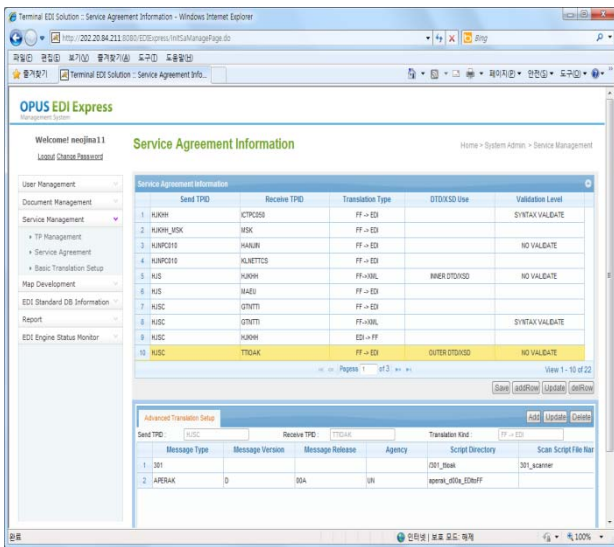 Terminal EDI Solution :: Service Agreement Information - Windows Internet Explorer
http://202.20.84.211:8080/EDIExpress/InitSaManagePage.do
Bing
파일(F) 편집(E) 보기(V) 즐겨찾기(A) 도구(T) 도움말(H)
즐겨찾기 Terminal EDI Solution :: Service Agreement Info... 페이지(P) 안전(S) 도구(O)
OPUS EDI Express
Management System
Welcome! neojina11
Logout Change Password
Service Agreement Information
Home > System Admin > Service Management
User Management
Document Management
Service Management
TP Management
Service Agreement
Basic Translation Setup
Map Development
EDI Standard DB Information
Report
EDI Engine Status Monitor
Service Agreement Information
Send TPID Receive TPID Translation Type DTD/XSD Use Validation Level
1 HJKHH ICTPC050 FF -> EDI SYNTAX VALIDATE
2 HJKHH_MSK MSK FF -> EDI
3 HJNPC010 HANJIN FF -> EDI NO VALIDATE
4 HJNPC010 KLNETTCS FF -> EDI
5 HJS HJKHH FF->XML INNER DTD/XSD NO VALIDATE
6 HJS MAEU FF -> EDI
7 HJSC GTNTTI FF -> EDI
8 HJSC GTNTTI FF->XML SYNTAX VALIDATE
9 HJSC HJKHH EDI -> FF
10 HJSC TTIOAK FF -> EDI OUTER DTD/XSD NO VALIDATE
Pagess 1 of 3 View 1 - 10 of 22
Save addRow Update delRow
Advanced Translation Setup Add Update Delete
Send TPID : HJSC Receive TPID : TTIOAK Translation Kind : FF -> EDI
Message Type Message Version Message Release Agency Script Directory Scan Script File Nar
1 301 /301_ttioak 301_scanner
2 APERAK D 00A UN aperak_d00a_EDItoFF
완료 인터넷 | 보호 모드: 해제 100%